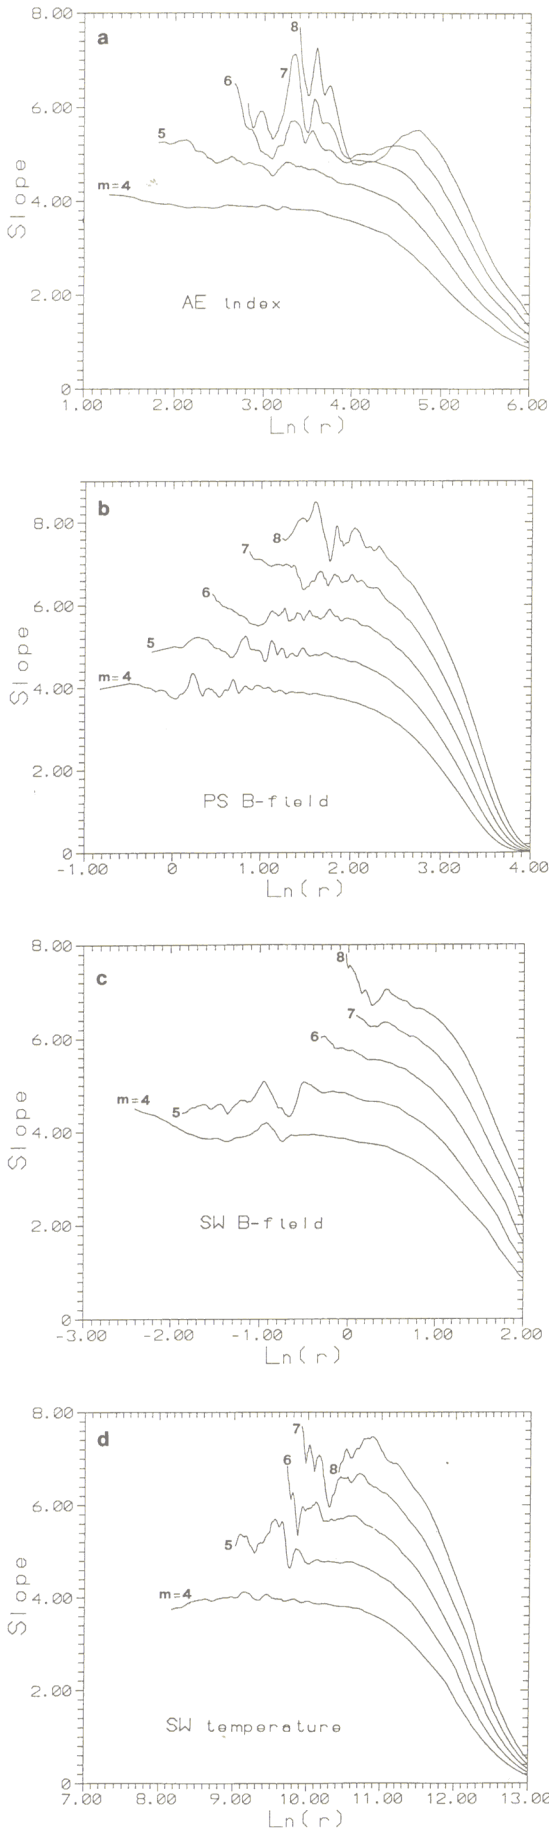 8.00
a
8
7
6
6.00
5
m=4
4.00
Slope
2.00
AE Index
0
1.00 2.00 3.00 4.00 5.00 6.00
Ln(r)
b
8.00
8
7
6
6.00
5
m=4
4.00
Slope
2.00
PS B-field
0
-1.00 0 1.00 2.00 3.00 4.00
Ln(r)
8.00
c
8
7
6
6.00
m=4
5
4.00
Slope
2.00
SW B-field
0
-3.00 -2.00 -1.00 0 1.00 2.00
Ln(r)
8.00
d
7
6
8
6.00
5
m=4
4.00
Slope
2.00
SW temperature
0
7.00 8.00 9.00 10.00 11.00 12.00 13.00
Ln(r)